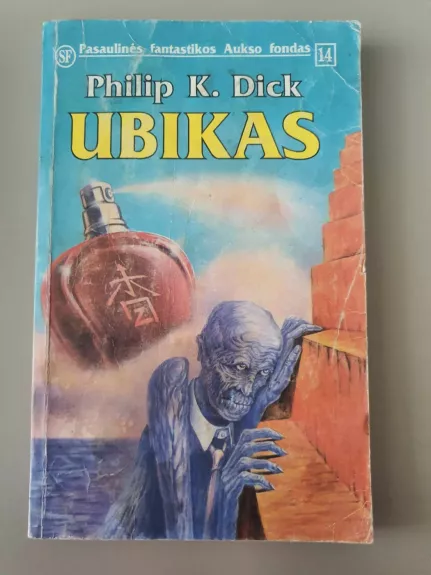 SF Pasaulinės fantastikos Aukso fondas 14
Philip K. Dick
UBIKAS